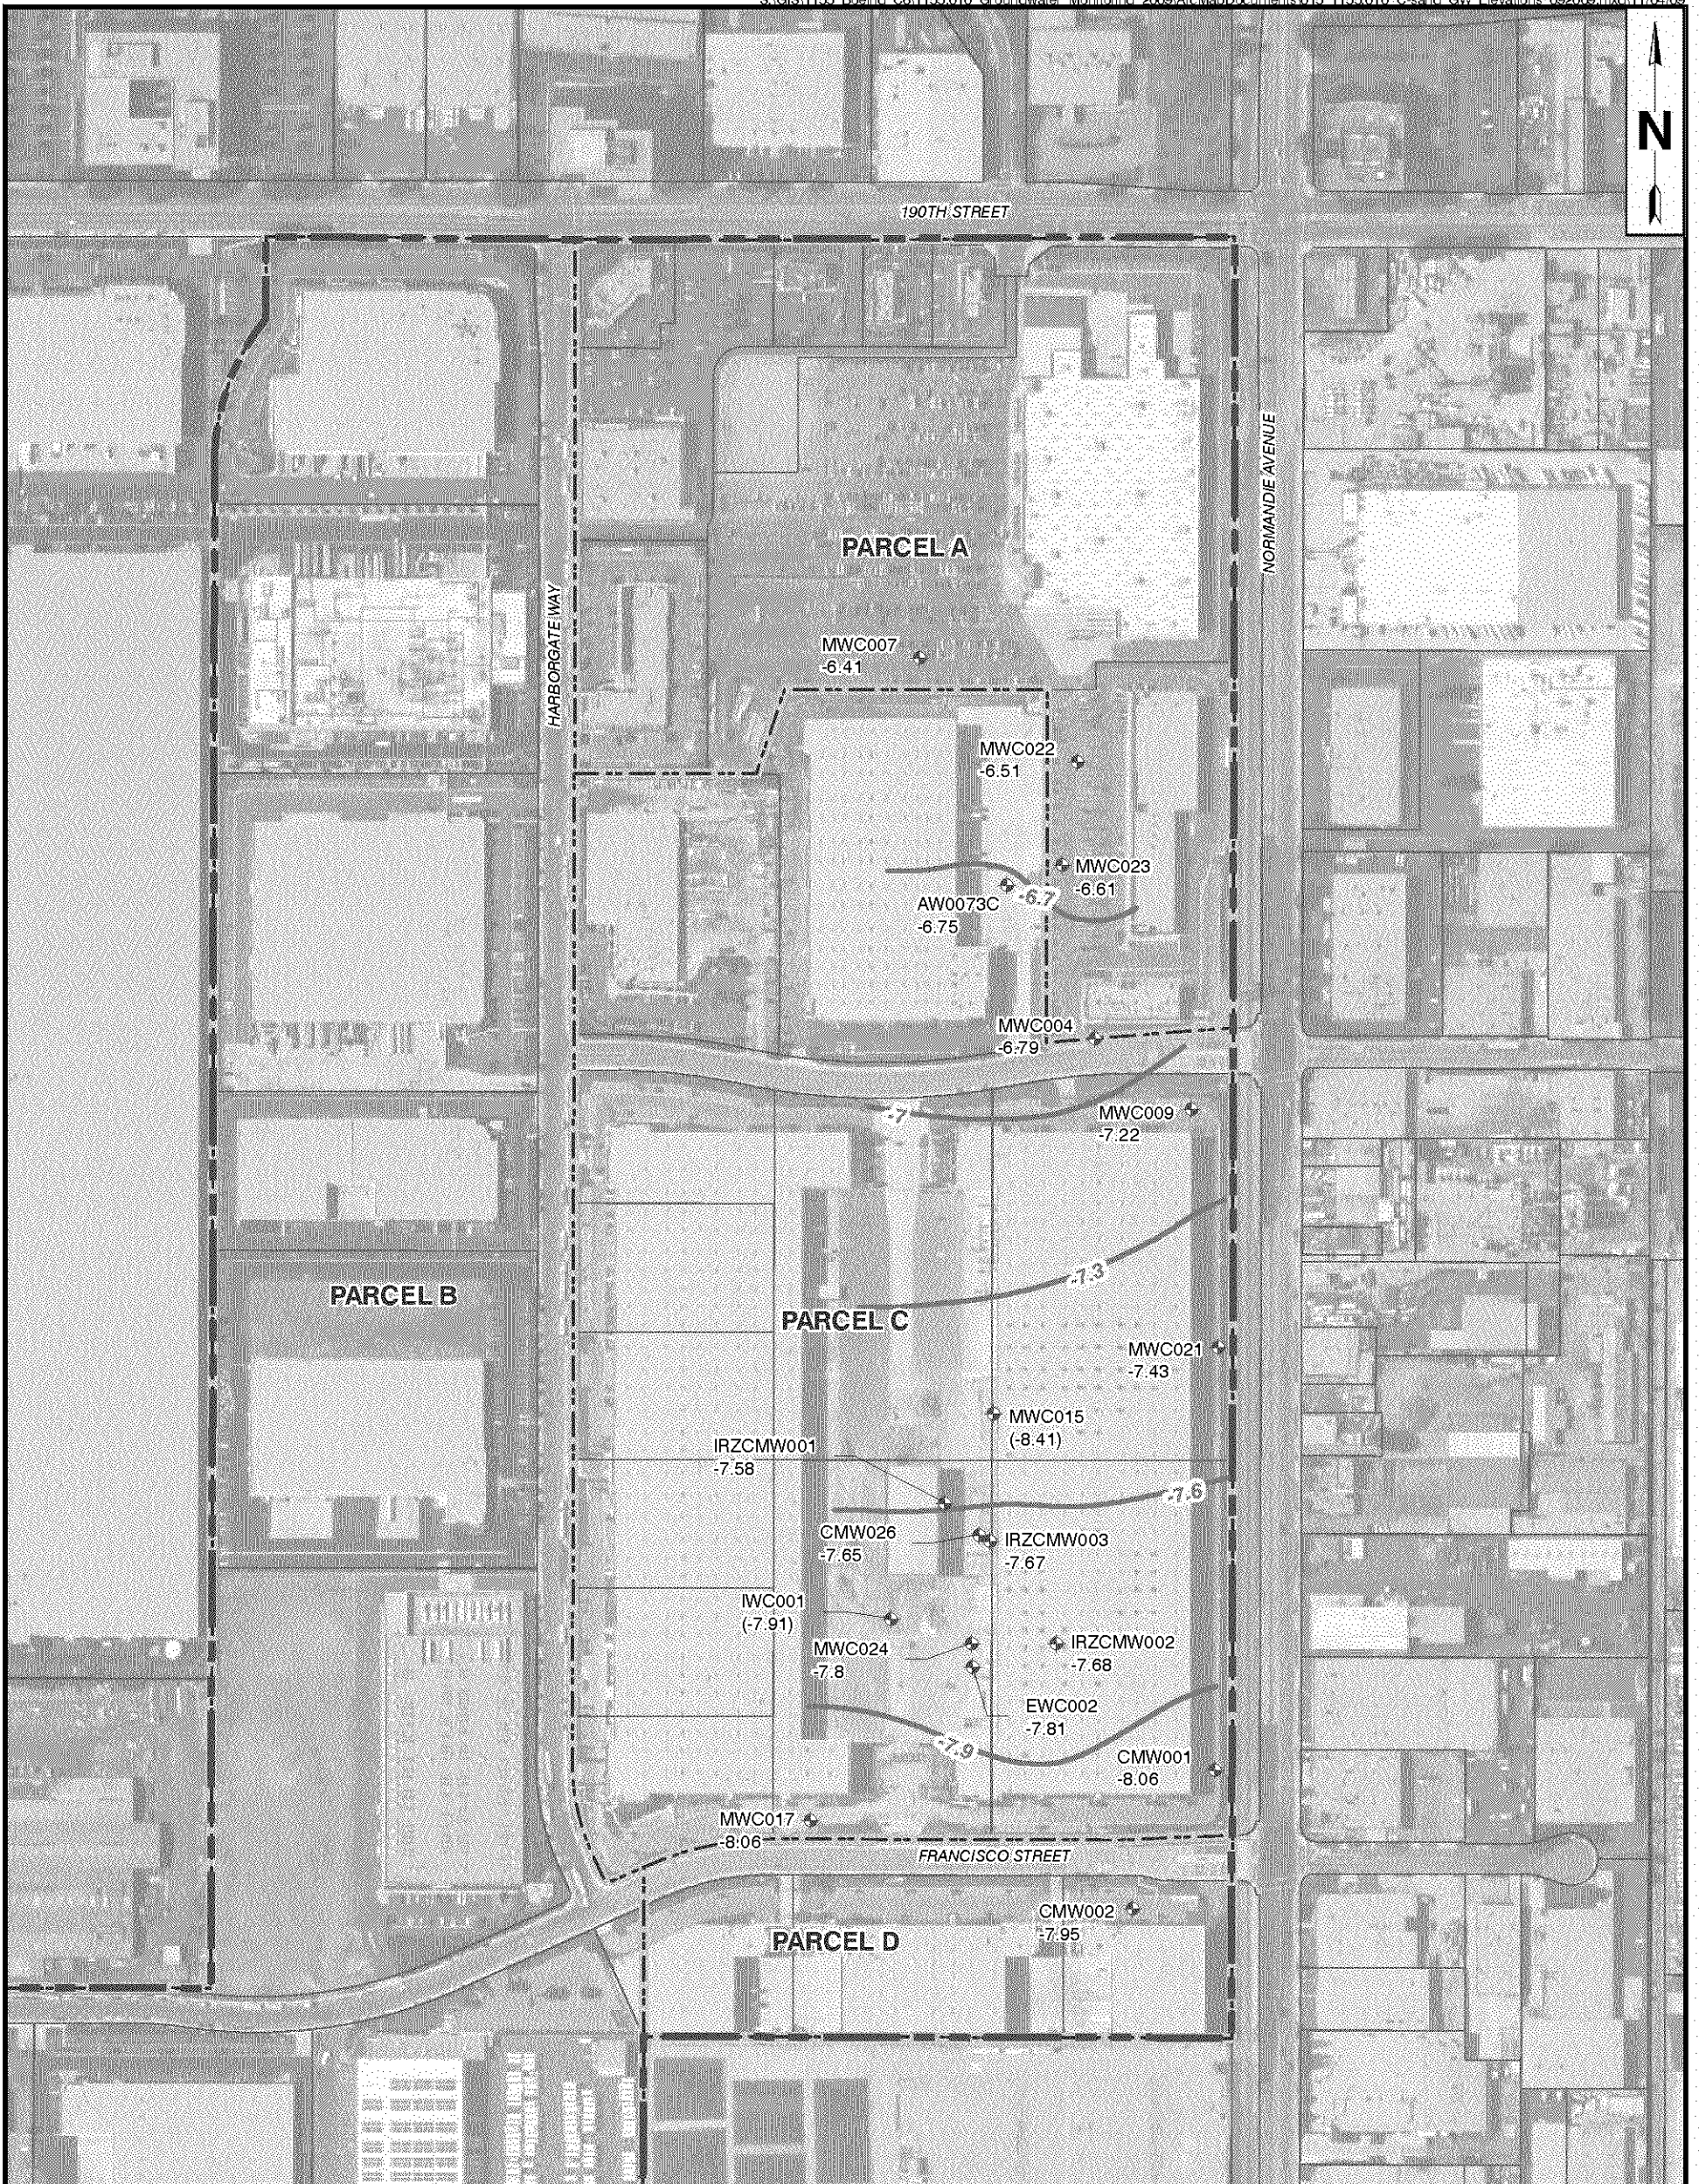 N
190TH STREET
NORMANDIE AVENUE
HARBORGATE WAY
PARCEL A
MWC007
-6.41
MWC022
-6.51
MWC023
-6.61
-6.7
AW0073C
-6.75
MWC004
-6.79
-7
MWC009
-7.22
-7.3
PARCEL B
PARCEL C
MWC021
-7.43
MWC015
(-8.41)
IRZCMW001
-7.58
-7.6
CMW026
-7.65
IRZCMW003
-7.67
IWC001
(-7.91)
MWC024
-7.8
IRZCMW002
-7.68
EWC002
-7.81
-7.9
CMW001
-8.06
MWC017
-8.06
FRANCISCO STREET
CMW002
-7.95
PARCEL D